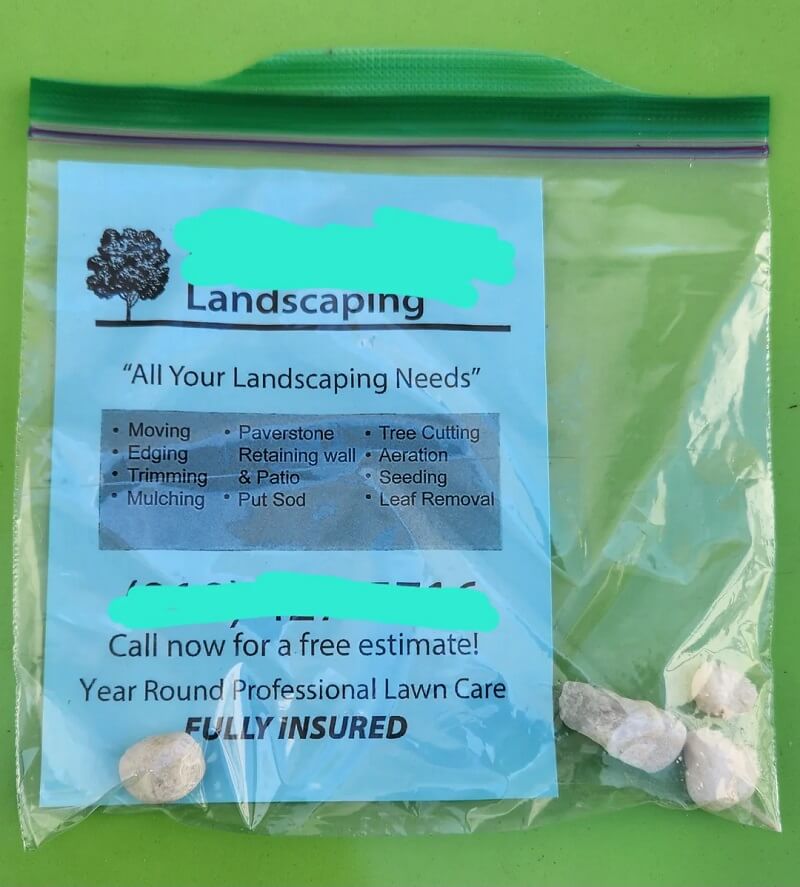 Landscaping
“All Your Landscaping Needs”
• Moving
• Edging
• Trimming
• Mulching
• Paverstone
Retaining wall
& Patio
• Put Sod
• Tree Cutting
• Aeration
• Seeding
• Leaf Removal
Call now for a free estimate!
Year Round Professional Lawn Care
FULLY INSURED